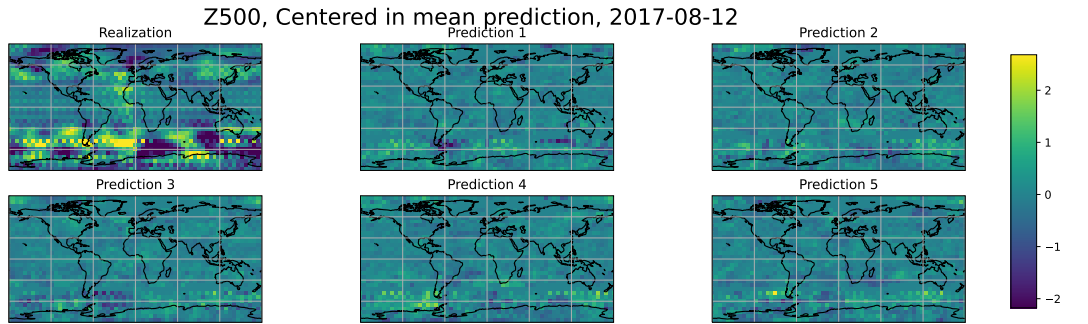 Z500, Centered in mean prediction, 2017-08-12
Realization
Prediction 1
Prediction 2
Prediction 3
Prediction 4
Prediction 5
2
1
0
−1
−2